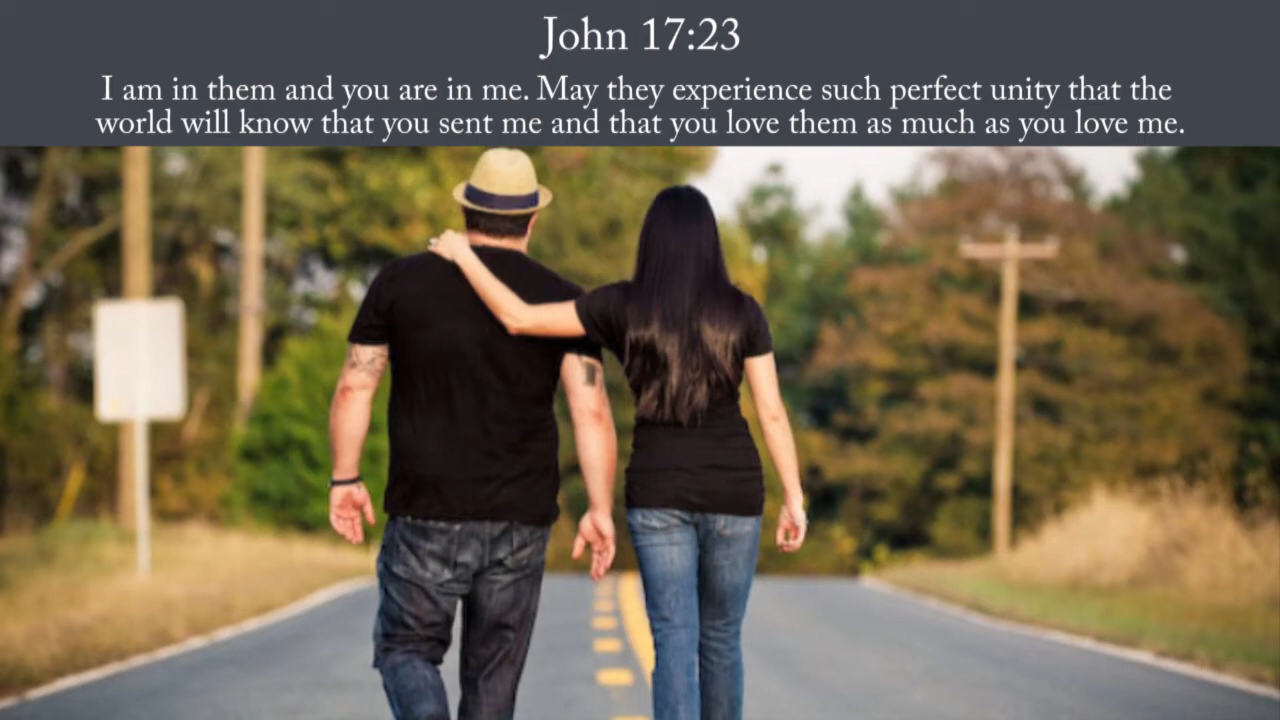 John 17:23
I am in them and you are in me. May they experience such perfect unity that the
world will know that you sent me and that you love them as much as you love me.